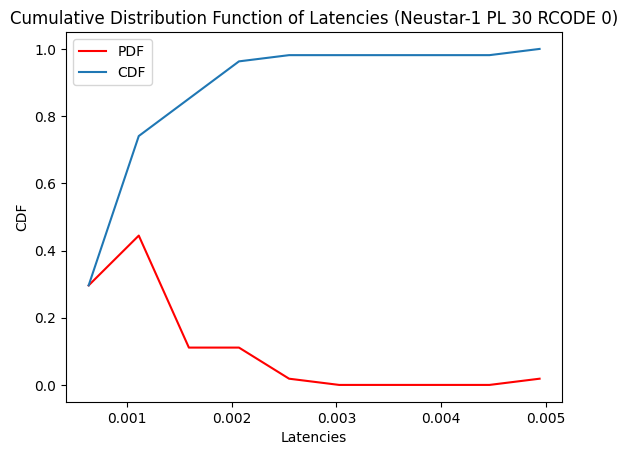 Cumulative Distribution Function of Latencies (Neustar-1 PL 30 RCODE 0)
PDF
CDF
1.0
0.8
0.6
0.4
0.2
0.0
CDF
0.001
0.002
0.003
0.004
0.005
Latencies